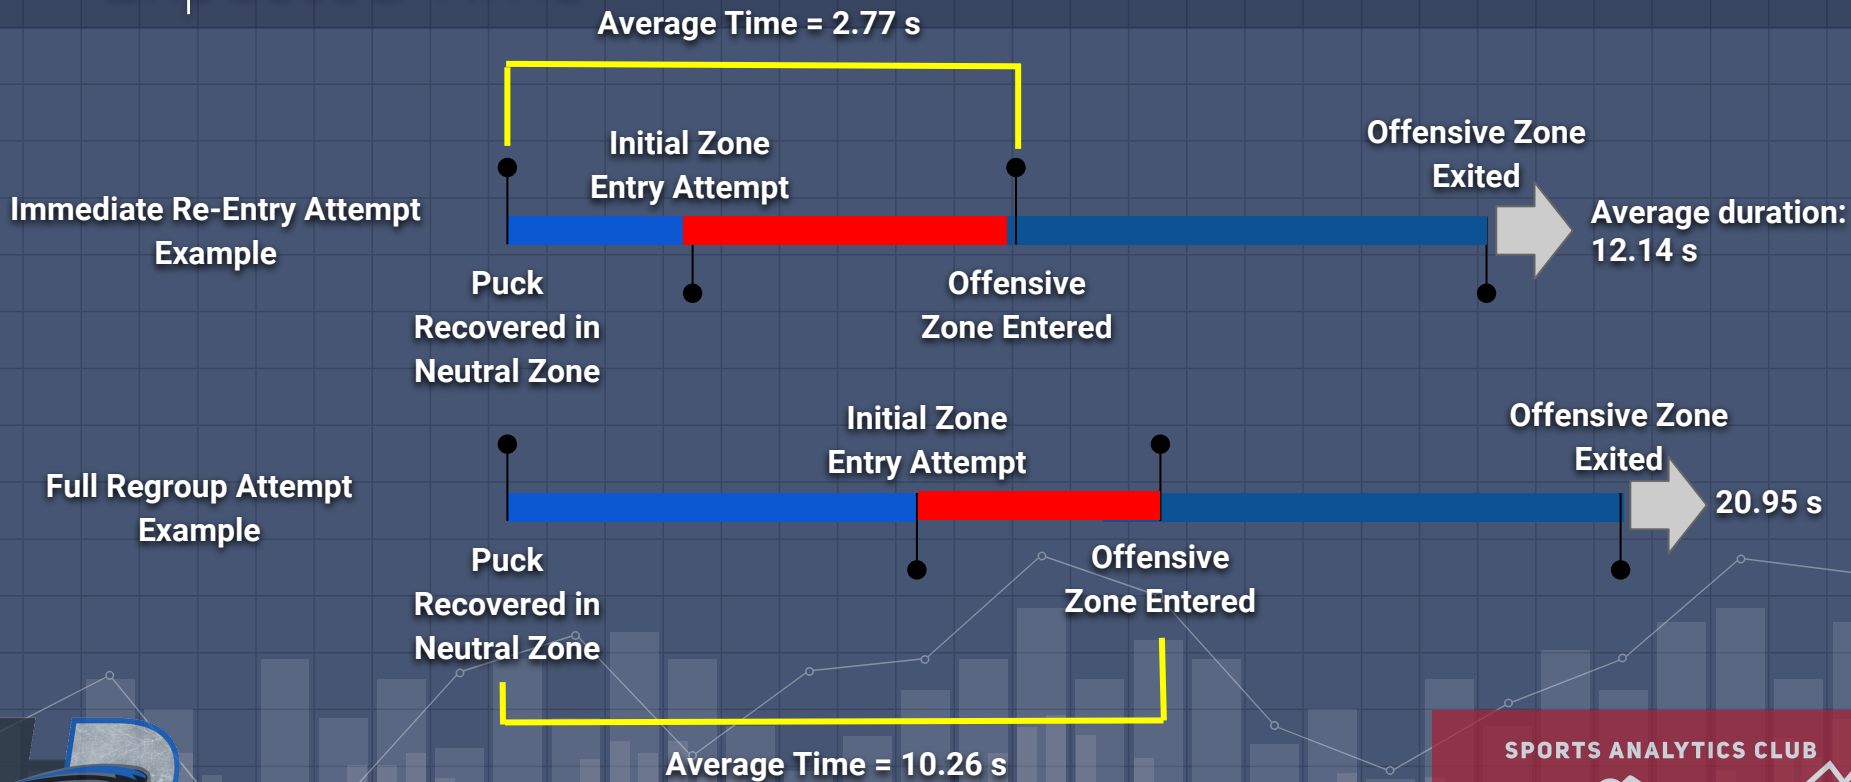 Average Time = 2.77 s
Initial Zone
Entry Attempt
Offensive Zone
Exited
Immediate Re-Entry Attempt
Example
Average duration:
12.14 s
Puck
Recovered in
Neutral Zone
Offensive
Zone Entered
Initial Zone
Entry Attempt
Offensive Zone
Exited
Full Regroup Attempt
Example
20.95 s
Puck
Recovered in
Neutral Zone
Offensive
Zone Entered
Average Time = 10.26 s
SPORTS ANALYTICS CLUB